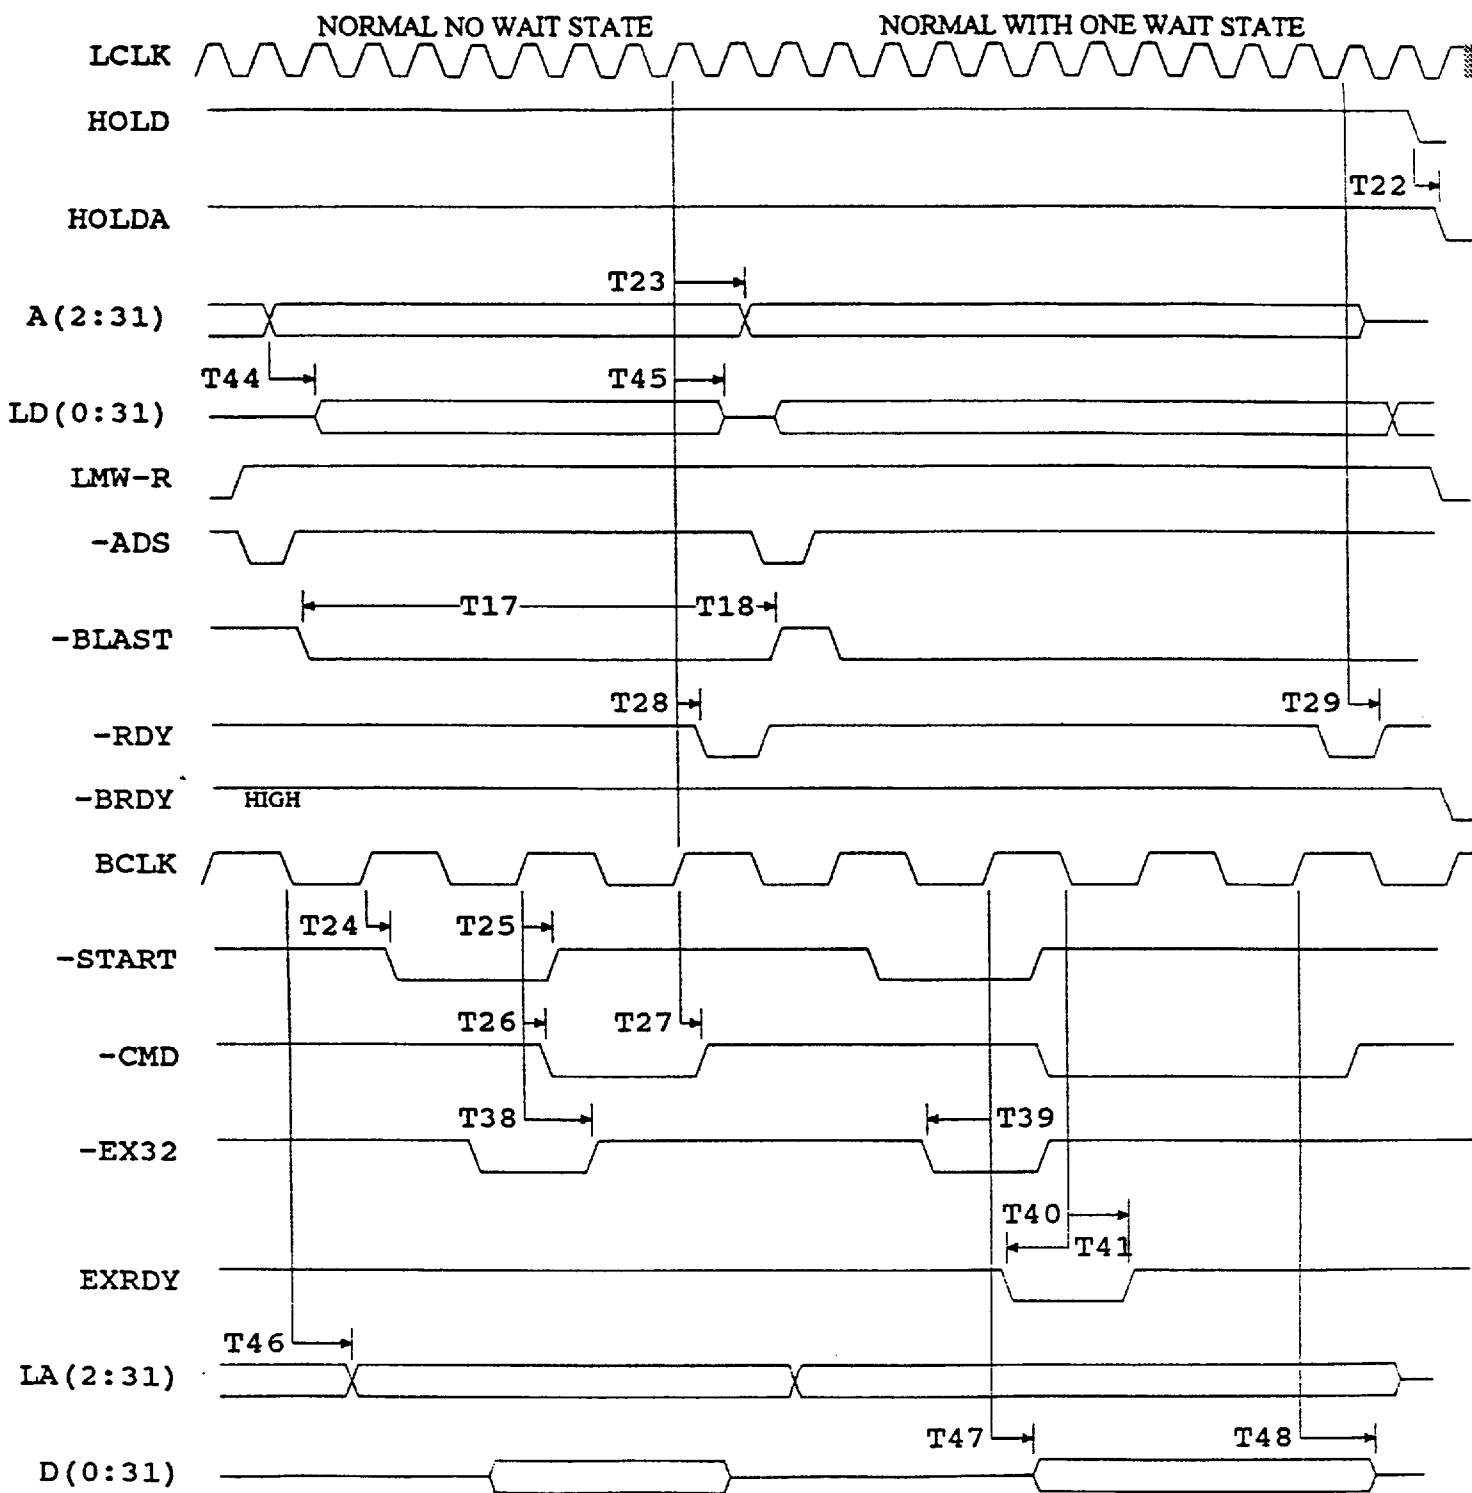 NORMAL NO WAIT STATE NORMAL WITH ONE WAIT STATE
LCLK
HOLD
T22
HOLDA
T23
A(2:31)
T44 T45
LD(0:31)
LMW-R
-ADS
T17 T18
-BLAST
T28 T29
-RDY
-BRDY HIGH
BCLK
T24 T25
-START
T26 T27
-CMD
T38 T39
-EX32
T40
T41
EXRDY
T46
LA(2:31)
T47 T48
D(0:31)